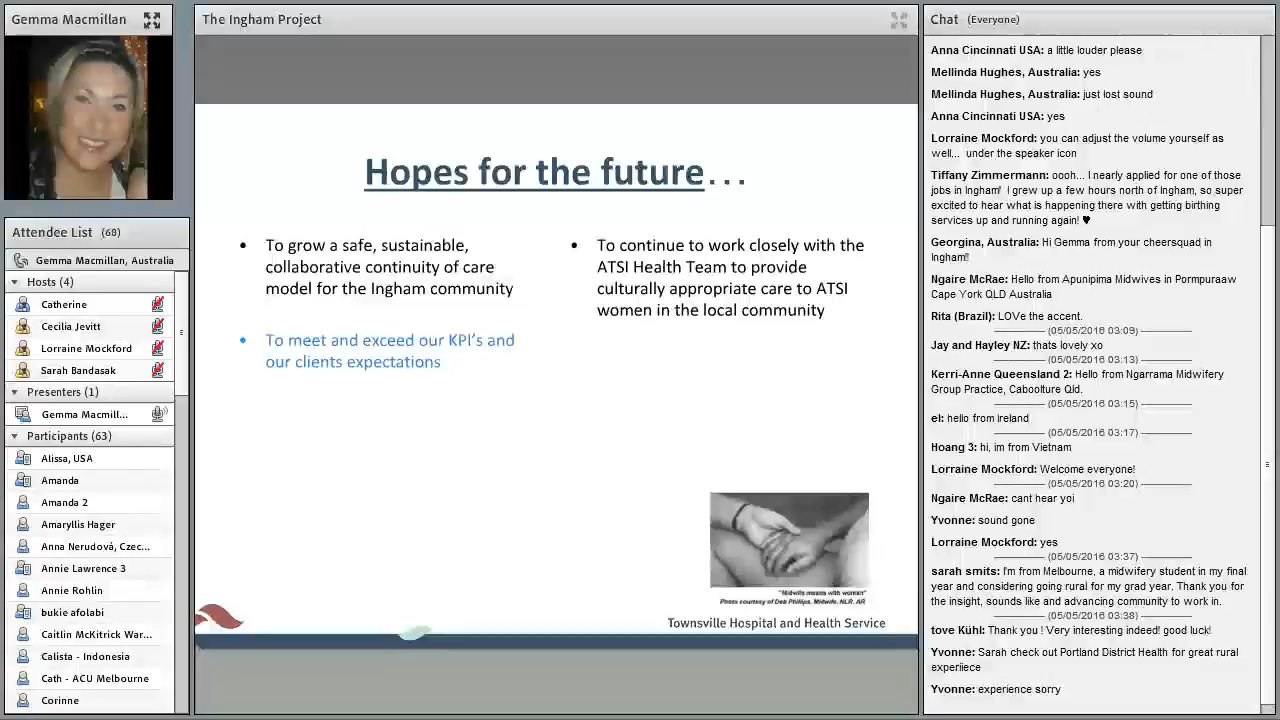 Gemma Macmillan
Attendee List (68)
Gemma Macmillan, Australia
Hosts (4)
Catherine
Cecilia Jevitt
Lorraine Mockford
Sarah Bandasak
Presenters (1)
Gemma Macmill...
Participants (63)
Alissa, USA
Amanda
Amanda 2
Amaryllis Hager
Anna Nerudová, Czec...
Annie Lawrence 3
Annie Rohlin
bukie afolabi
Caitlin McKitrick War...
Calista - Indonesia
Cath - ACU Melbourne
Corinne
The Ingham Project
Hopes for the future...
• To grow a safe, sustainable,
collaborative continuity of care
model for the Ingham community
• To meet and exceed our KPI's and
our clients expectations
• To continue to work closely with the
ATSI Health Team to provide
culturally appropriate care to ATSI
women in the local community
"Midwife means with woman"
Photo courtesy of Deb Phillips, Midwife, NLR, AR
Townsville Hospital and Health Service
Chat (Everyone)
Anna Cincinnati USA: a little louder please
Mellinda Hughes, Australia: yes
Mellinda Hughes, Australia: just lost sound
Anna Cincinnati USA: yes
Lorraine Mockford: you can adjust the volume yourself as
well... under the speaker icon
Tiffany Zimmermann: oooh... I nearly applied for one of those
jobs in Ingham! I grew up a few hours north of Ingham, so super
excited to hear what is happening there with getting birthing
services up and running again! ♥
Georgina, Australia: Hi Gemma from your cheersquad in
Ingham!!
Ngaire McRae: Hello from Apunipima Midwives in Pormpuraaw
Cape York QLD Australia
Rita (Brazil): LOVe the accent.
(05/05/2016 03:09)
Jay and Hayley NZ: thats lovely xo
(05/05/2016 03:13)
Kerri-Anne Queensland 2: Hello from Ngarrama Midwifery
Group Practice, Caboolture Qld.
(05/05/2016 03:15)
el: hello from ireland
(05/05/2016 03:17)
Hoang 3: hi, im from Vietnam
Lorraine Mockford: Welcome everyone!
(05/05/2016 03:20)
Ngaire McRae: cant hear yoi
Yvonne: sound gone
Lorraine Mockford: yes
(05/05/2016 03:37)
sarah smits: I'm from Melbourne, a midwifery student in my final
year and considering going rural for my grad year. Thank you for
the insight, sounds like and advancing community to work in.
(05/05/2016 03:38)
tove Kühl: Thank you ! Very interesting indeed! good luck!
Yvonne: Sarah check out Portland District Health for great rural
experiiece
Yvonne: experience sorry